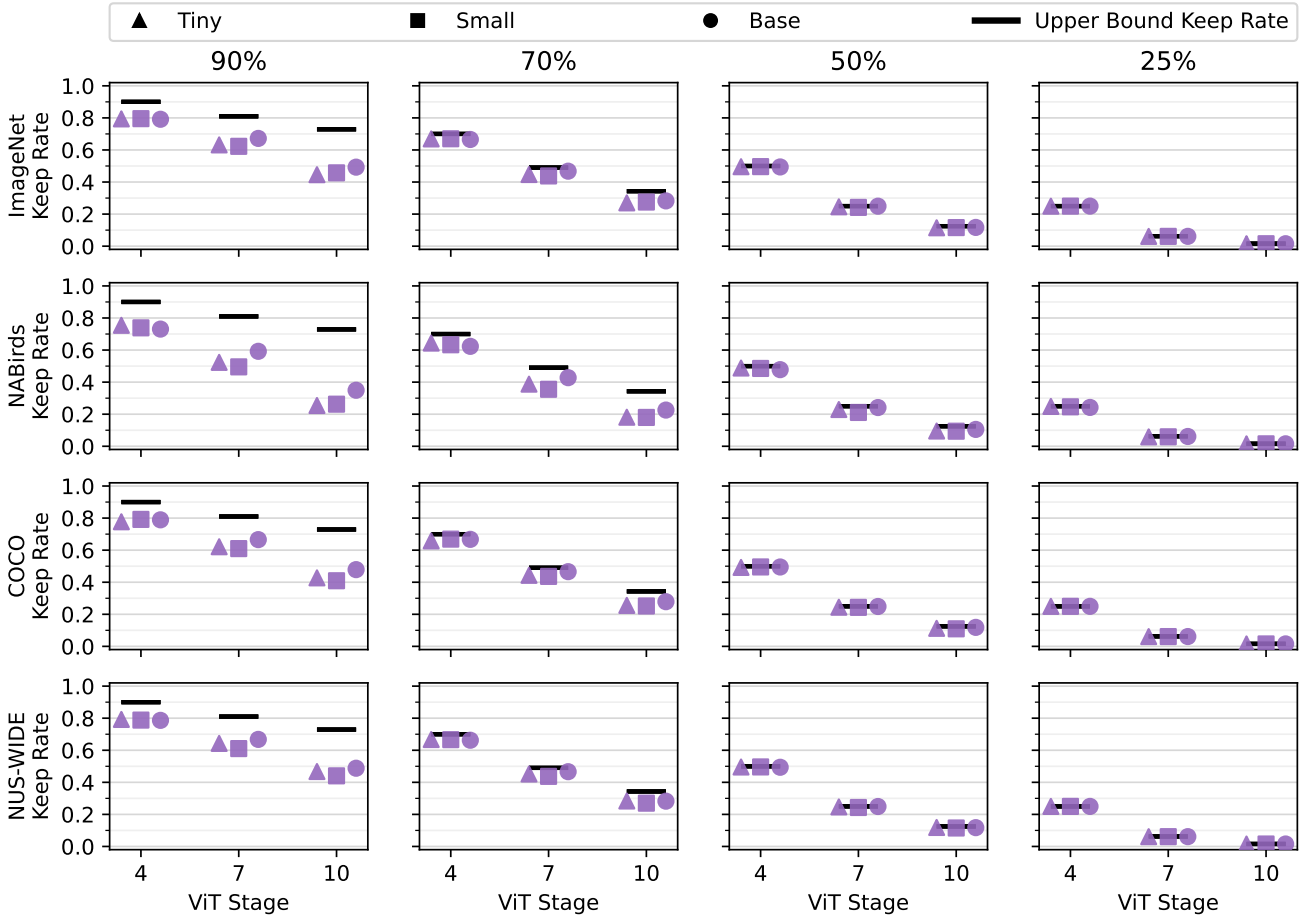 Tiny Small Base Upper Bound Keep Rate
90% 70% 50% 25%
ImageNet
Keep Rate
1.0
0.8
0.6
0.4
0.2
0.0
NABirds
Keep Rate
1.0
0.8
0.6
0.4
0.2
0.0
COCO
Keep Rate
1.0
0.8
0.6
0.4
0.2
0.0
NUS-WIDE
Keep Rate
1.0
0.8
0.6
0.4
0.2
0.0
4 7 10 4 7 10 4 7 10 4 7 10
ViT Stage ViT Stage ViT Stage ViT Stage